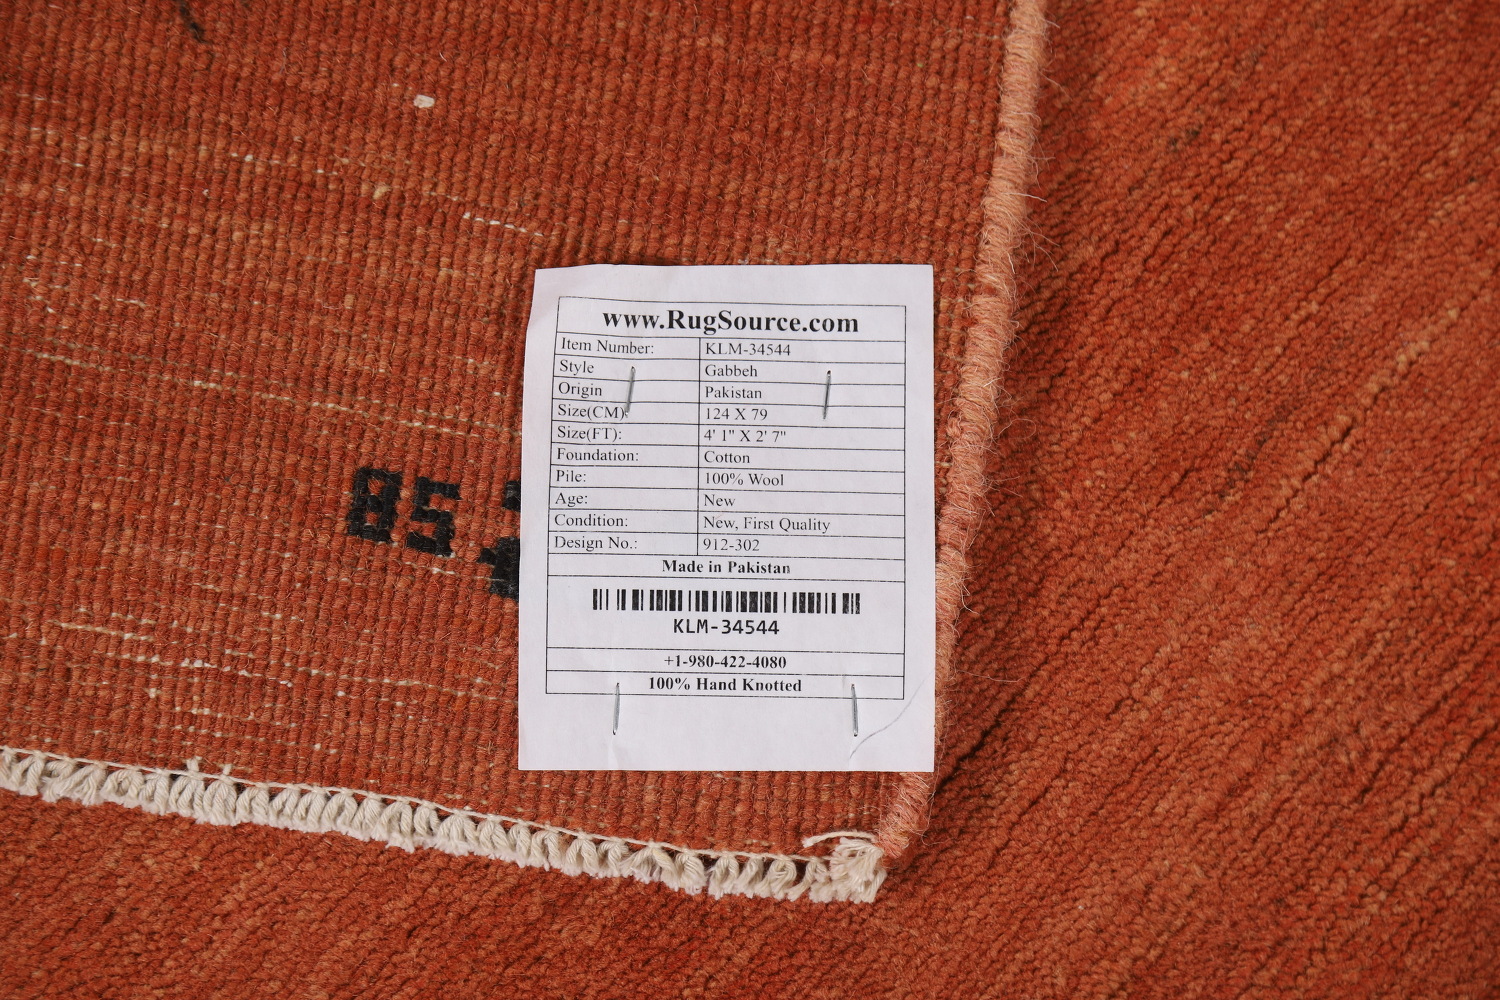 www.RugSource.com
Item Number: KLM-34544
Style Gabbeh
Origin Pakistan
Size(CM): 124 X 79
Size(FT): 4' 1" X 2' 7"
Foundation: Cotton
Pile: 100% Wool
Age: New
Condition: New, First Quality
Design No.: 912-302
Made in Pakistan
KLM-34544
+1-980-422-4080
100% Hand Knotted
85